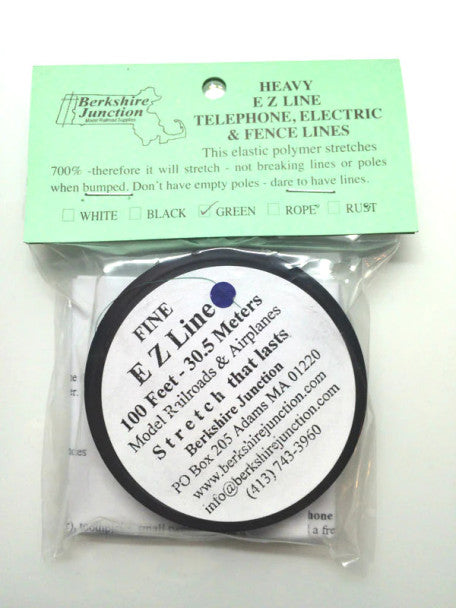 Berkshire
Junction
Model Railroad Supplies
HEAVY
E Z LINE
TELEPHONE, ELECTRIC
& FENCE LINES
This elastic polymer stretches
700% -therefore it will stretch - not breaking lines or poles
when bumped. Don't have empty poles - dare to have lines.
WHITE BLACK GREEN ROPE RUST
FINE
E Z Line
100 Feet - 30.5 Meters
Model Railroads & Airplanes
Stretch that lasts
Berkshire Junction
PO Box 205 Adams MA 01220
www.berkshirejunction.com
info@berkshirejunction.com
(413) 743-3960
hone
a fre